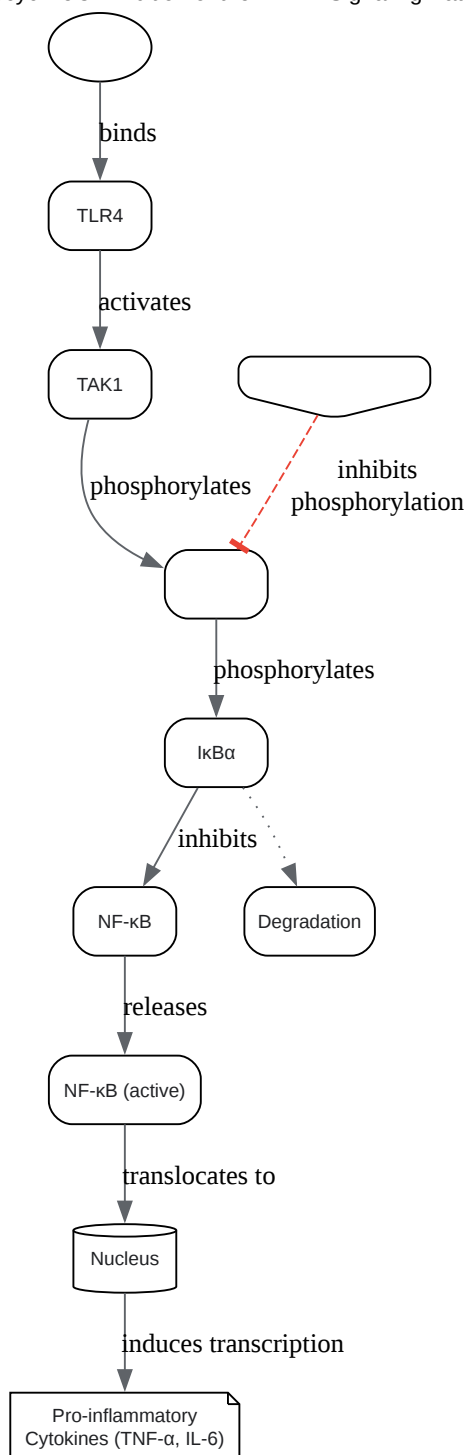 binds
TLR4
activates
TAK1
phosphorylates
inhibits
phosphorylation
phosphorylates
IκBα
inhibits
NF-κB
Degradation
releases
NF-κB (active)
translocates to
Nucleus
induces transcription
Pro-inflammatory
Cytokines (TNF-α, IL-6)